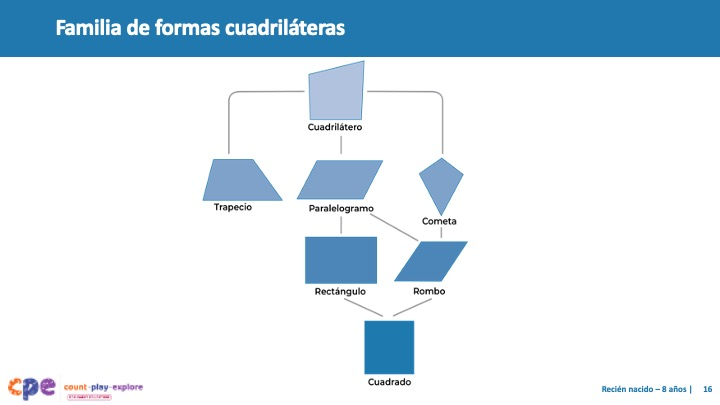 Familia de formas cuadriláteras
Cuadrilátero
Trapecio
Paralelogramo
Cometa
Rectángulo
Rombo
Cuadrado
cpe count-play-explore
Recién nacido – 8 años | 16